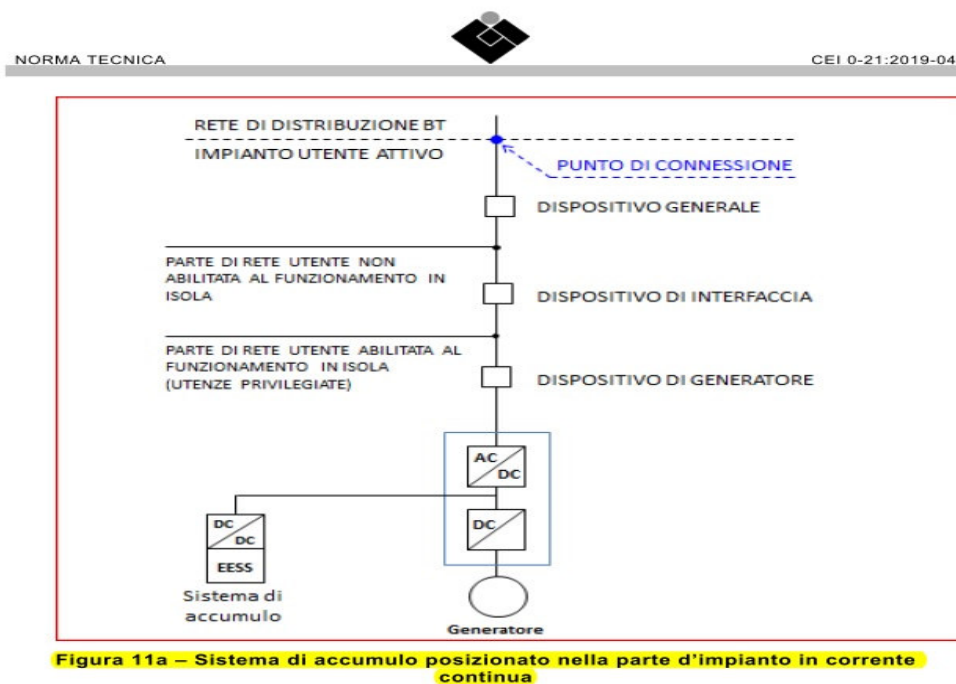 NORMA TECNICA
CEI 0-21:2019-04
RETE DI DISTRIBUZIONE BT
IMPIANTO UTENTE ATTIVO
PUNTO DI CONNESSIONE
DISPOSITIVO GENERALE
PARTE DI RETE UTENTE NON
ABILITATA AL FUNZIONAMENTO IN
ISOLA
DISPOSITIVO DI INTERFACCIA
PARTE DI RETE UTENTE ABILITATA AL
FUNZIONAMENTO IN ISOLA
(UTENZE PRIVILEGIATE)
DISPOSITIVO DI GENERATORE
AC
DC
DC
DC
DC
EESS
Sistema di
accumulo
Generatore
Figura 11a – Sistema di accumulo posizionato nella parte d'impianto in corrente
continua